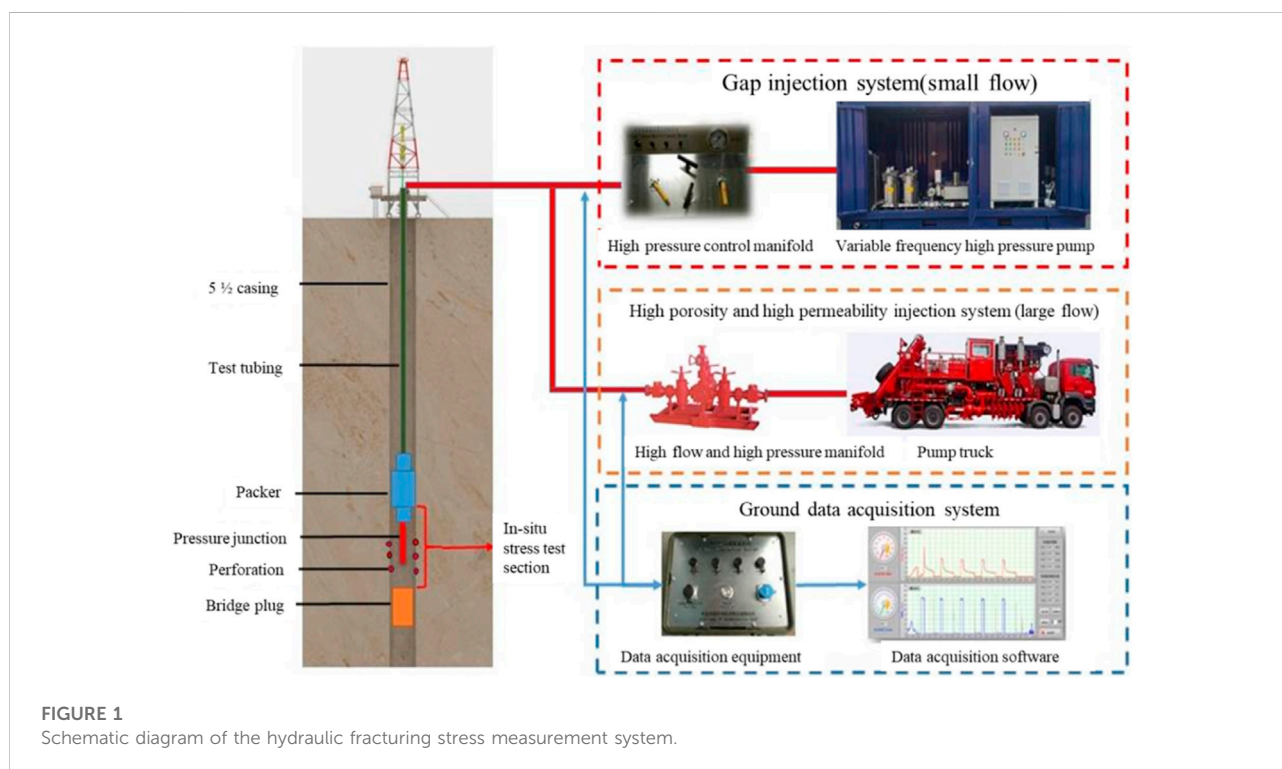 Gap injection system(small flow)
High pressure control manifold
Variable frequency high pressure pump
High porosity and high permeability injection system (large flow)
High flow and high pressure manifold
Pump truck
Ground data acquisition system
Data acquisition equipment
Data acquisition software
5 ½ casing
Test tubing
Packer
Pressure junction
Perforation
Bridge plug
In-situ
stress test
section
FIGURE 1
Schematic diagram of the hydraulic fracturing stress measurement system.